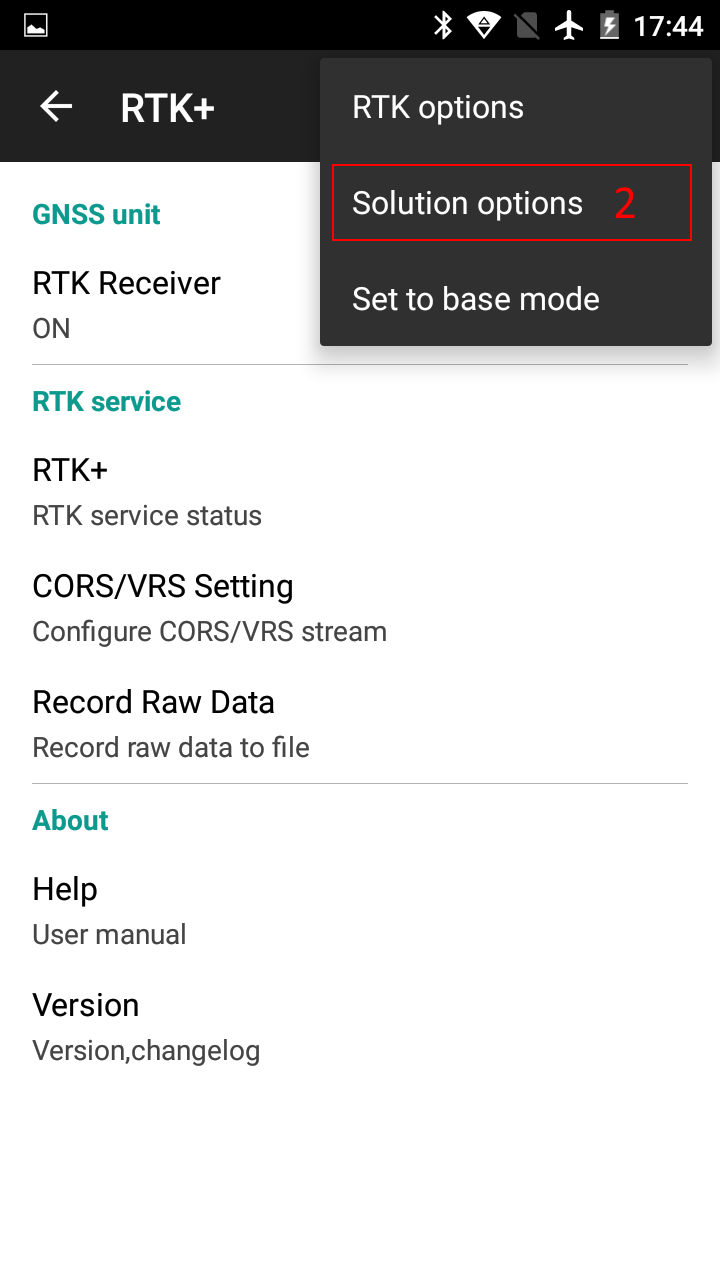 17:44
RTK+
RTK options
Solution options 2
Set to base mode
GNSS unit
RTK Receiver
ON
RTK service
RTK+
RTK service status
CORS/VRS Setting
Configure CORS/VRS stream
Record Raw Data
Record raw data to file
About
Help
User manual
Version
Version,changelog